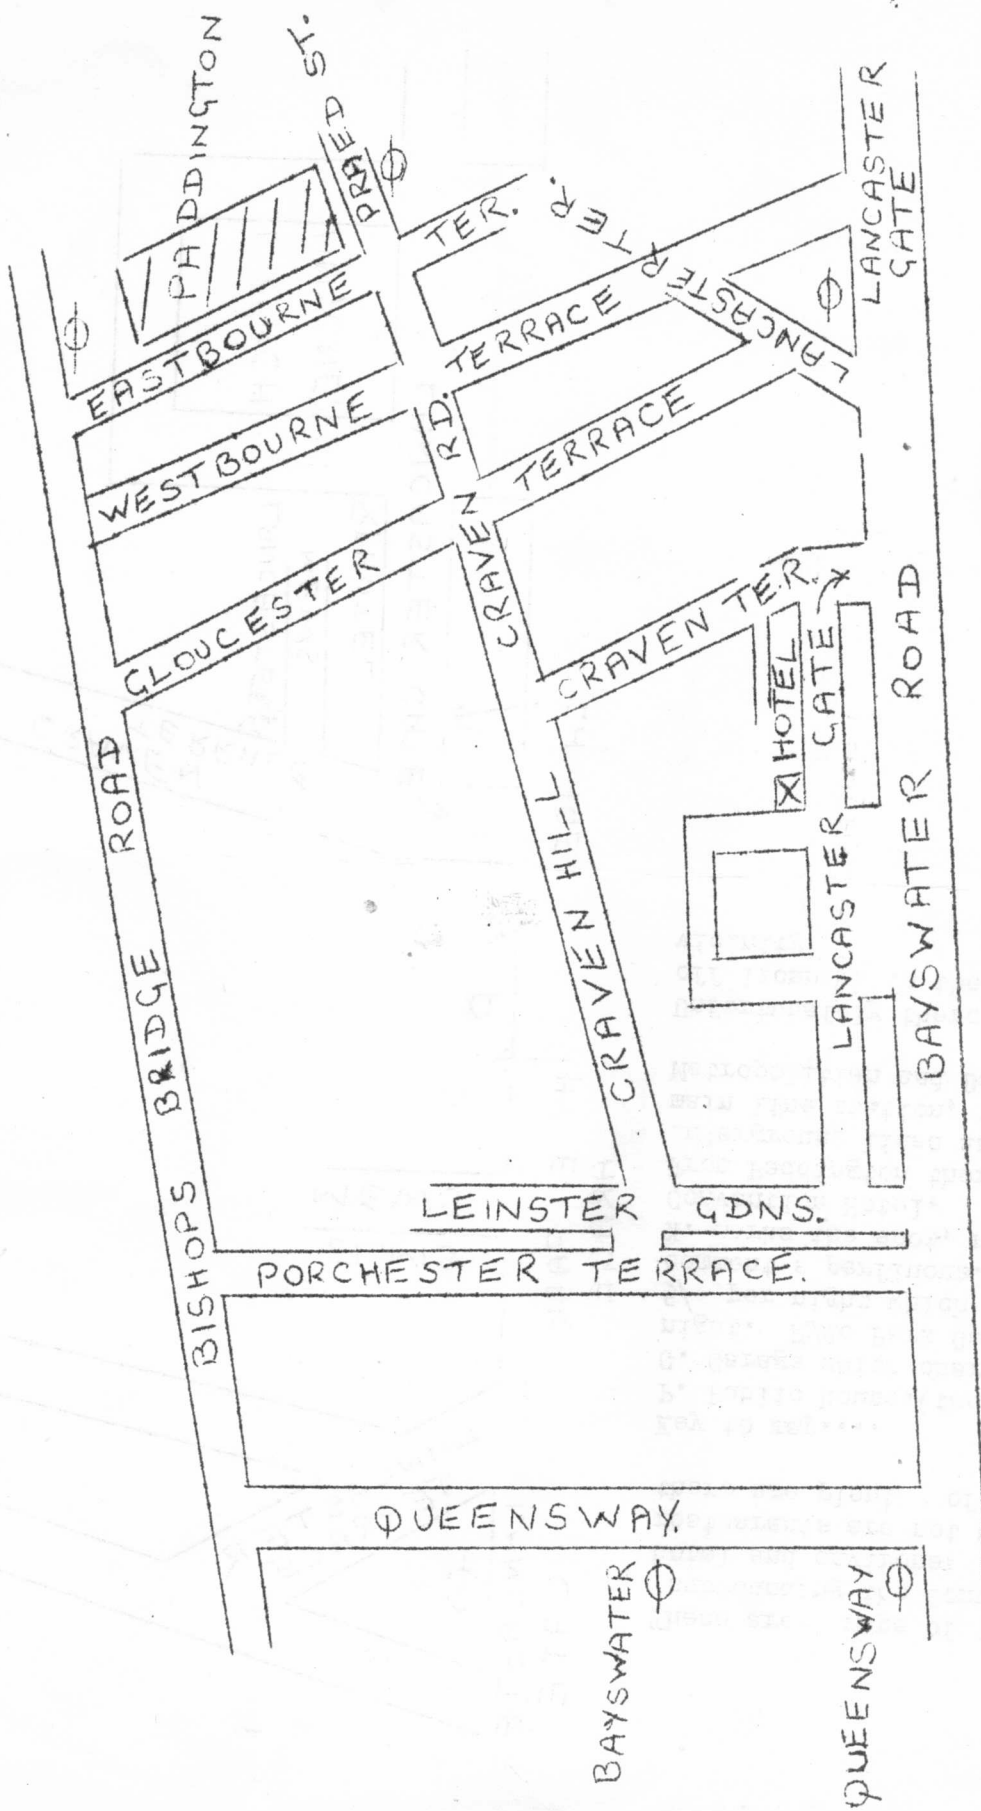 PADDINGTON
PRAED ST.
EASTBOURNE TER.
WESTBOURNE TERRACE
GLOUCESTER TERRACE
LANCASTER TER.
LANCASTER GATE
CRAVEN RD.
CRAVEN HILL
CRAVEN TER.
HOTEL
LANCASTER GATE
BISHOPS BRIDGE ROAD
BAYSWATER ROAD
LEINSTER GDNS.
PORCHESTER TERRACE.
QUEENSWAY.
BAYSWATER
QUEENSWAY